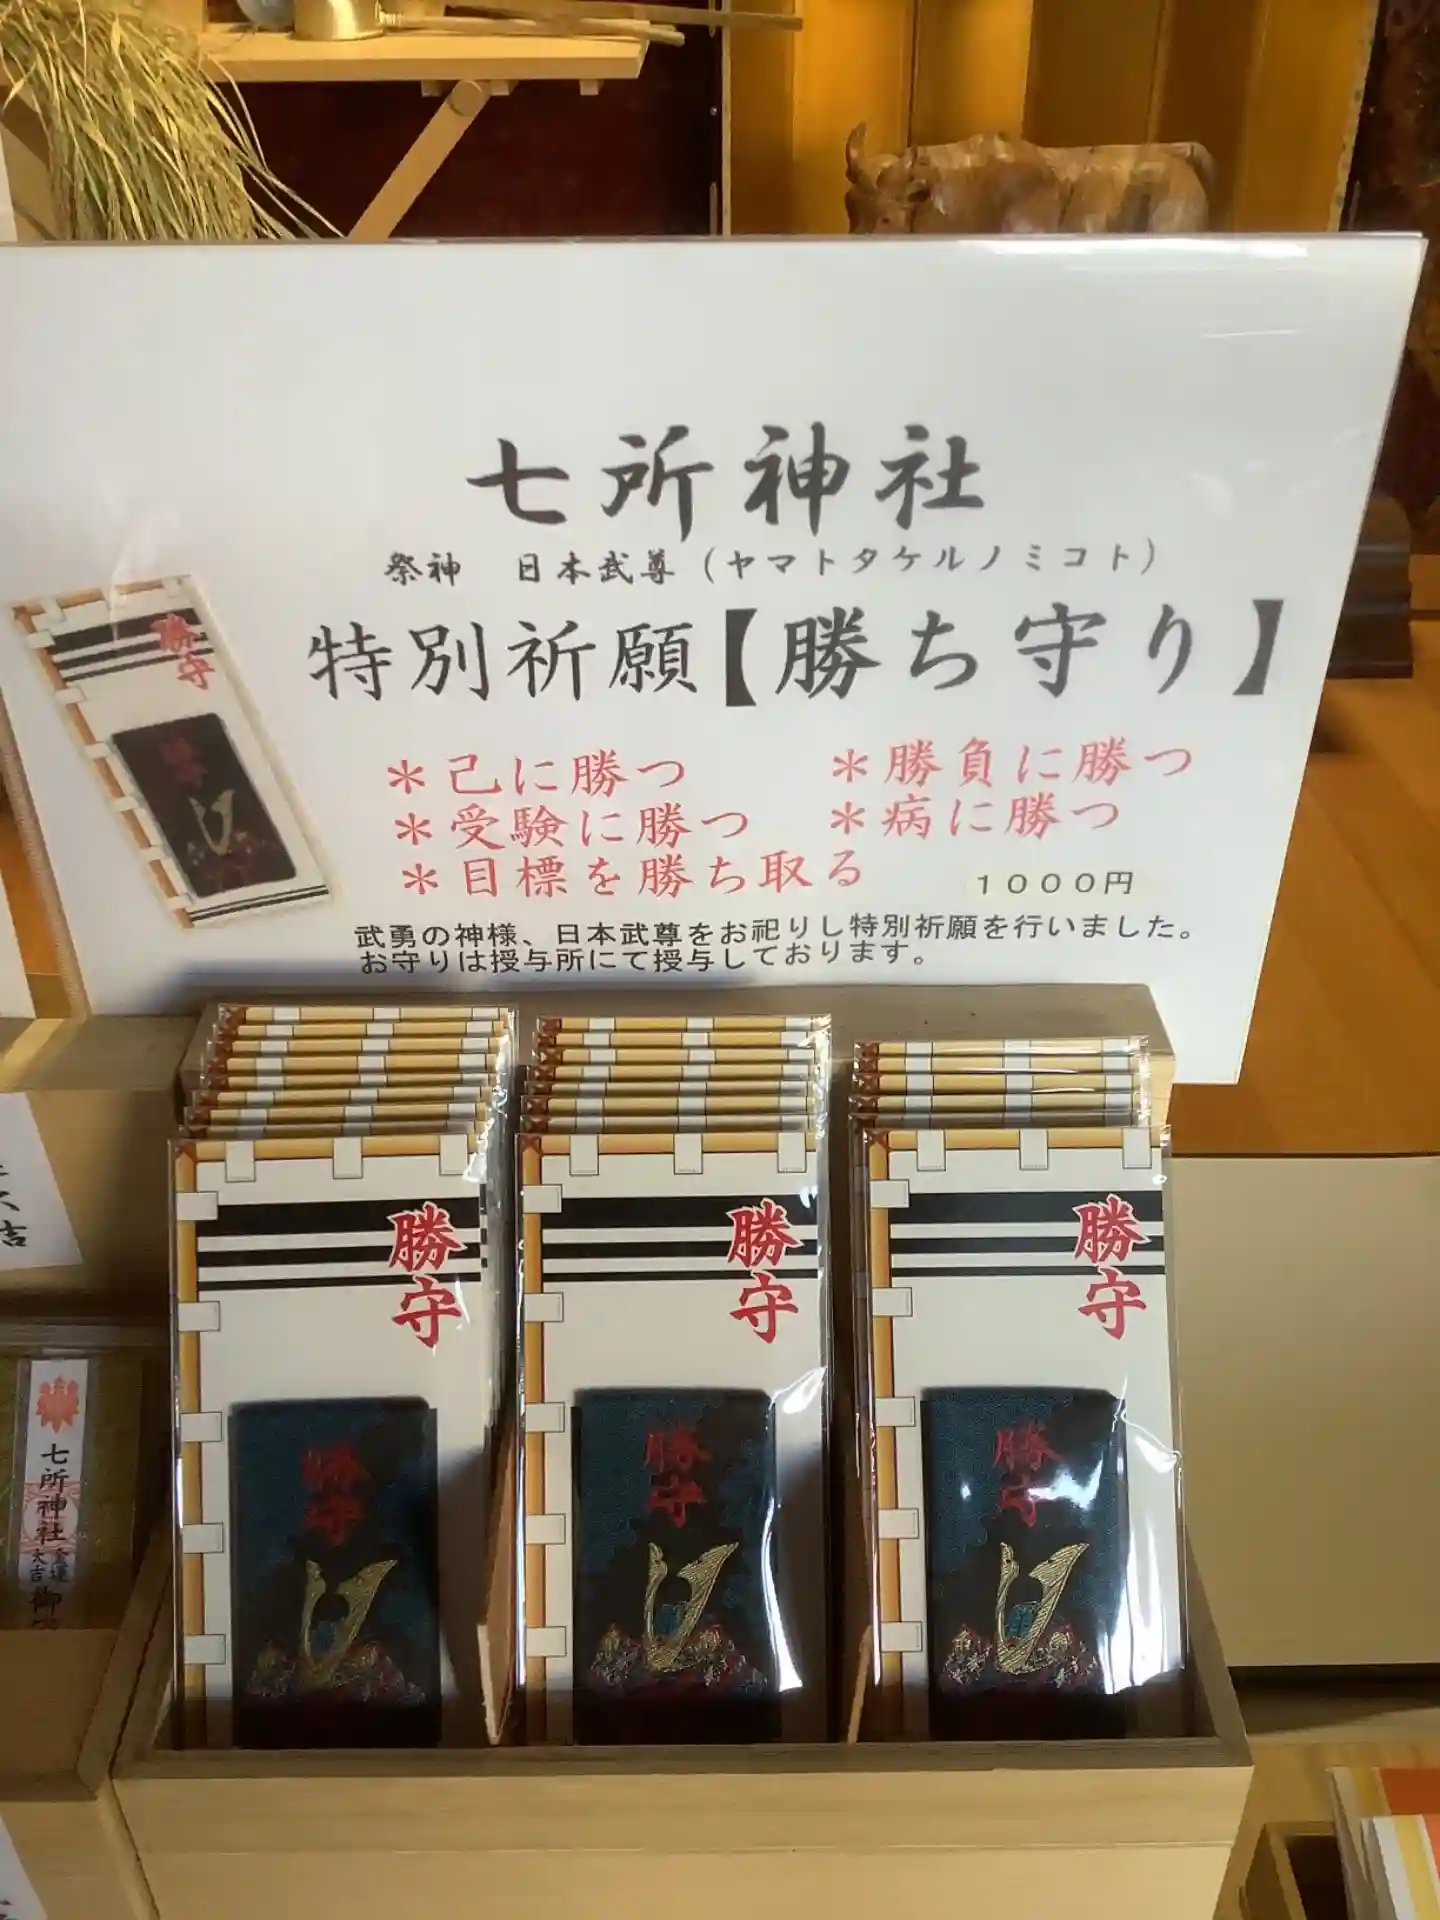 七所神社
祭神　日本武尊（ヤマトタケルノミコト）
特別祈願【勝ち守り】
＊己に勝つ　＊勝負に勝つ
＊受験に勝つ　＊病に勝つ
＊目標を勝ち取る　１０００円
武勇の神様、日本武尊をお祀りし特別祈願を行いました。
お守りは授与所にて授与しております。
勝守
勝守
勝守
勝守
勝守
勝守
勝守
勝守
七所神社
大吉
吉